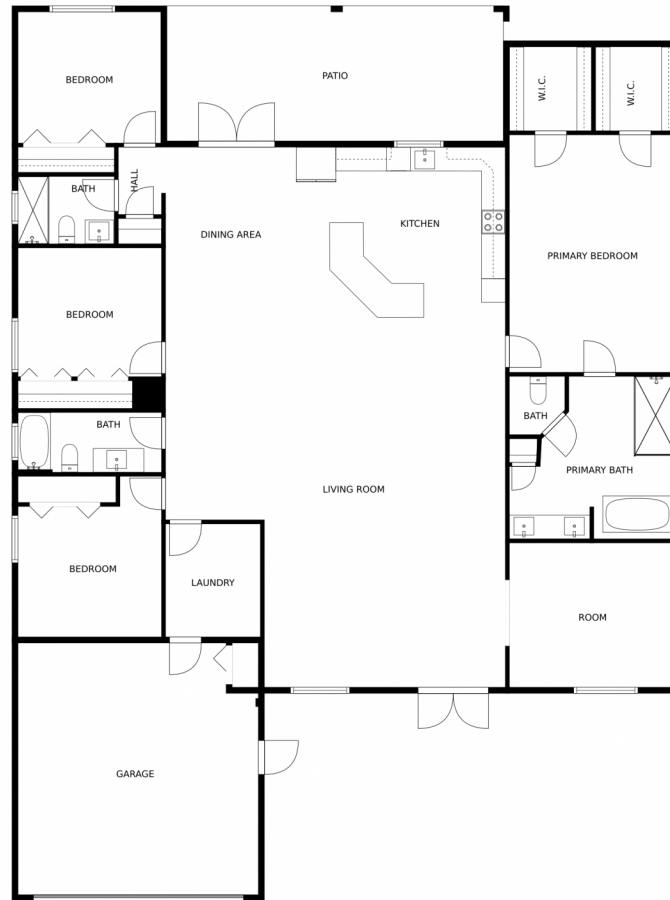 BEDROOM
PATIO
W.I.C.
W.I.C.
HALL
BATH
DINING AREA
KITCHEN
PRIMARY BEDROOM
BEDROOM
BATH
BATH
PRIMARY BATH
LIVING ROOM
BEDROOM
LAUNDRY
ROOM
GARAGE